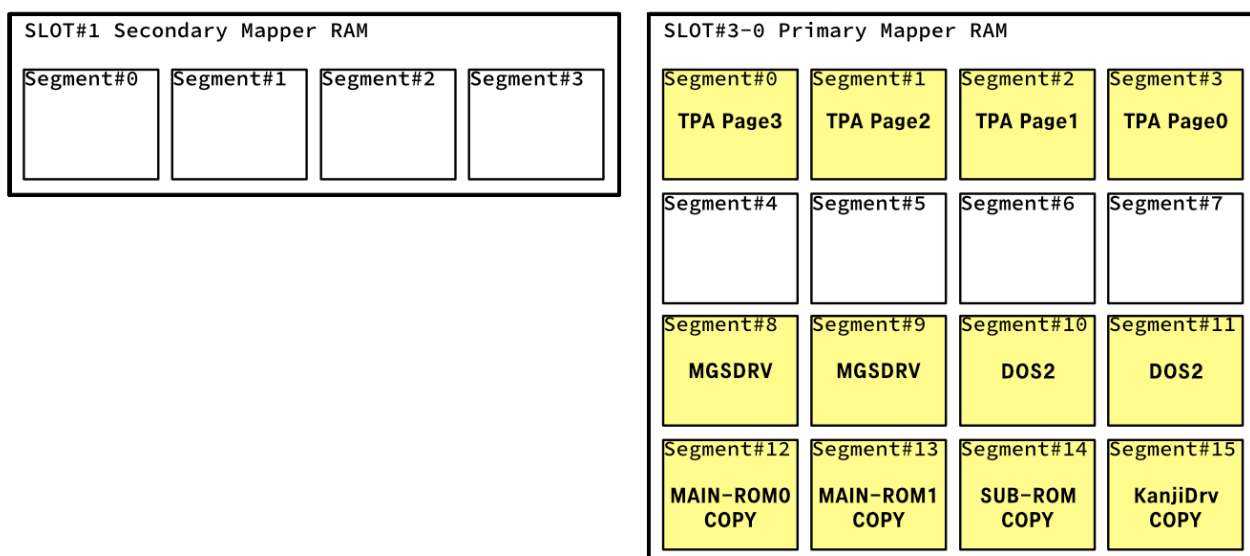 SLOT#1 Secondary Mapper RAM
Segment#0
Segment#1
Segment#2
Segment#3
SLOT#3-0 Primary Mapper RAM
Segment#0
TPA Page3
Segment#1
TPA Page2
Segment#2
TPA Page1
Segment#3
TPA Page0
Segment#4
Segment#5
Segment#6
Segment#7
Segment#8
MGSDRV
Segment#9
MGSDRV
Segment#10
DOS2
Segment#11
DOS2
Segment#12
MAIN-ROM0
COPY
Segment#13
MAIN-ROM1
COPY
Segment#14
SUB-ROM
COPY
Segment#15
KanjiDrv
COPY